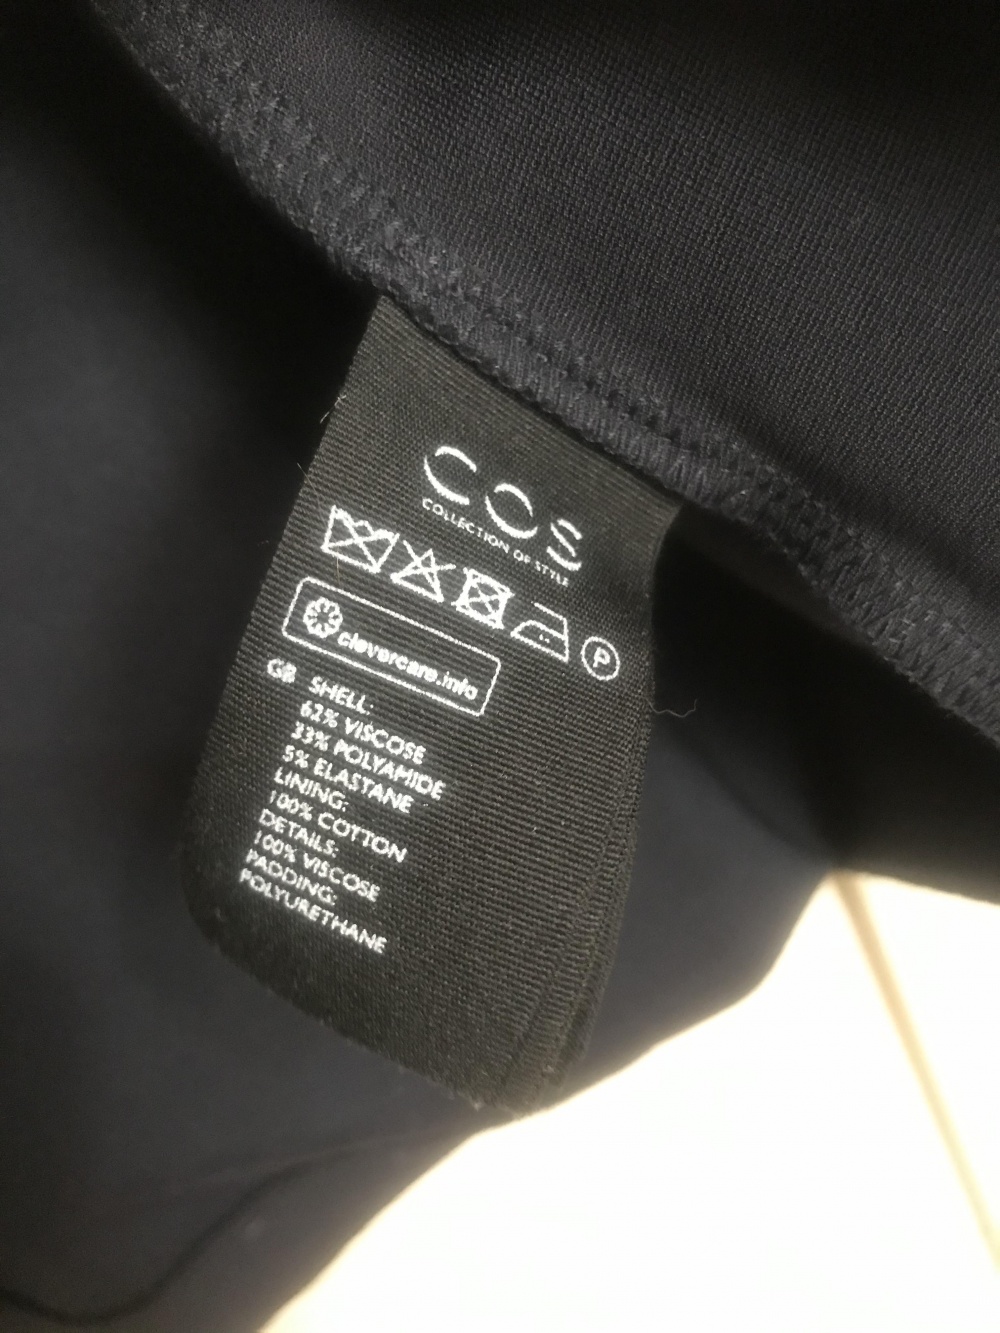 COS
COLLECTION OF STYLE
P
clevercare.info
GB SHELL:
62% VISCOSE
33% POLYAMIDE
5% ELASTANE
LINING:
100% COTTON
DETAILS:
100% VISCOSE
PADDING:
POLYURETHANE